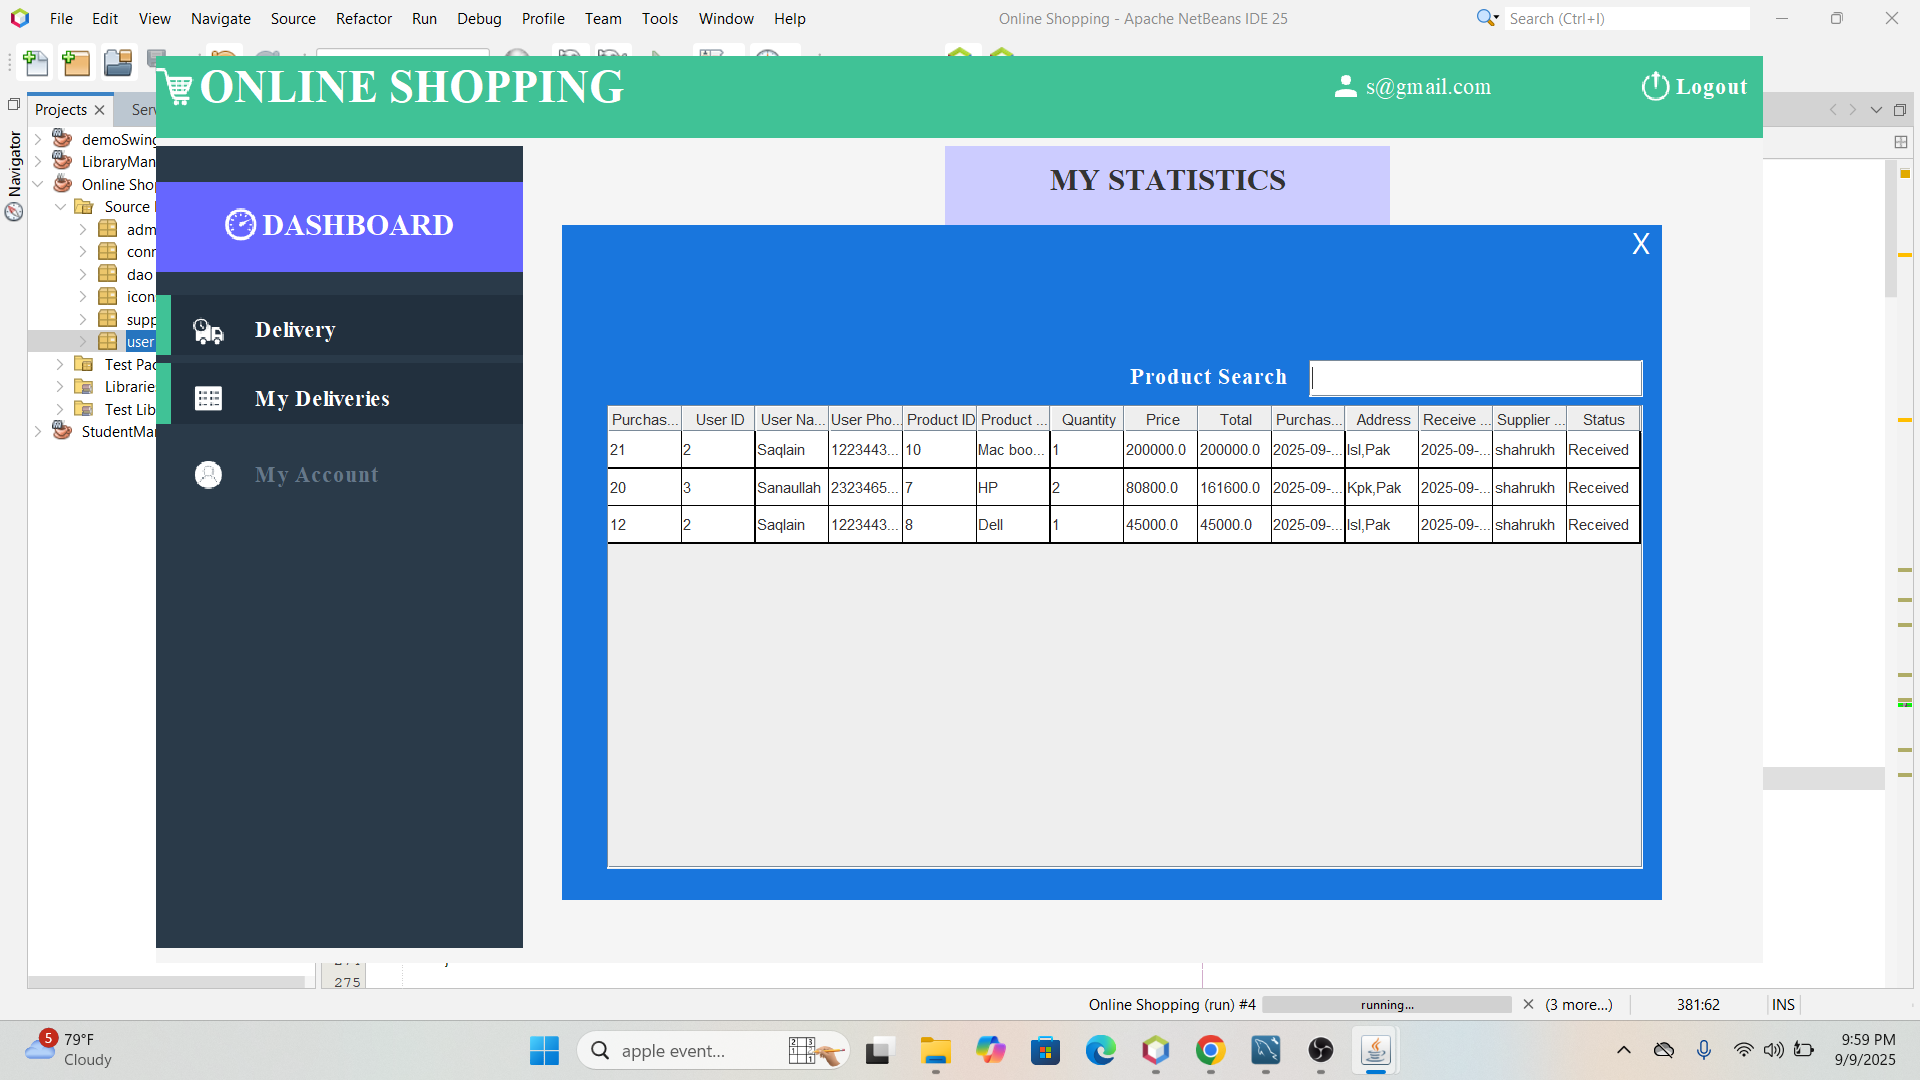 File Edit View Navigate Source Refactor Run Debug Profile Team Tools Window Help
Online Shopping - Apache NetBeans IDE 25
Search (Ctrl+I)
ONLINE SHOPPING
s@gmail.com
Logout
Projects
Navigator
demoSwing
LibraryMan
Online Shop
Source
adm
conn
dao
icon
supp
user
Test Pac
Librarie
Test Lib
StudentMan
DASHBOARD
Delivery
My Deliveries
My Account
MY STATISTICS
X
Product Search
Purchas... User ID User Na... User Pho... Product ID Product ... Quantity Price Total Purchas... Address Receive ... Supplier ... Status
21 2 Saqlain 1223443... 10 Mac boo... 1 200000.0 200000.0 2025-09-... Isl,Pak 2025-09-... shahrukh Received
20 3 Sanaullah 2323465... 7 HP 2 80800.0 161600.0 2025-09-... Kpk,Pak 2025-09-... shahrukh Received
12 2 Saqlain 1223443... 8 Dell 1 45000.0 45000.0 2025-09-... Isl,Pak 2025-09-... shahrukh Received
275
Online Shopping (run) #4 running... (3 more...) 381:62 INS
5
79°F
Cloudy
apple event...
9:59 PM
9/9/2025